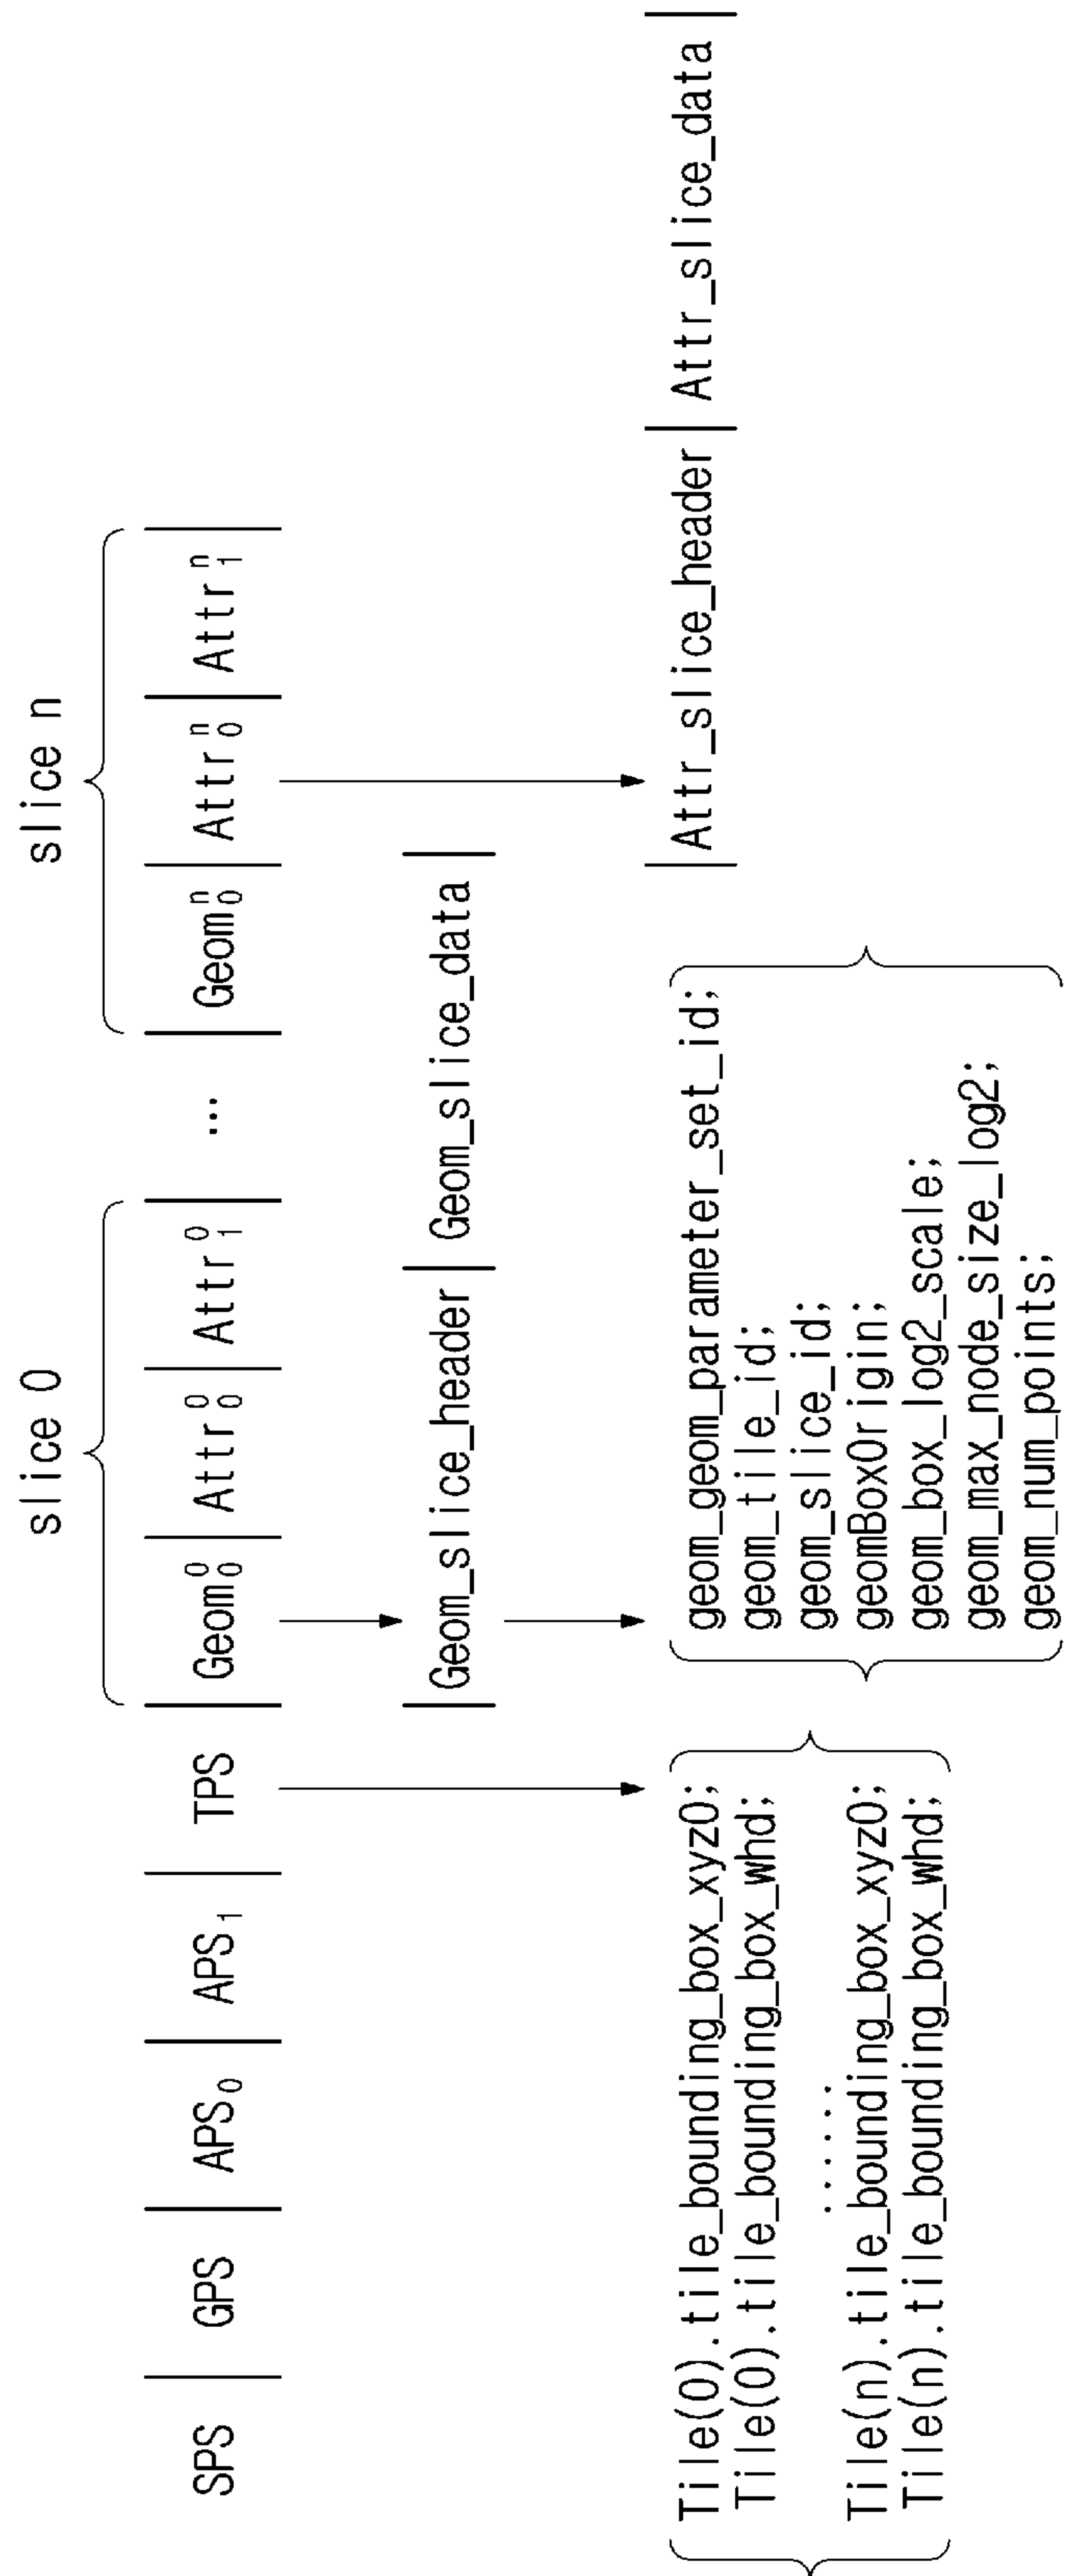 slice 0
slice n
SPS | GPS | APS₀ | APS₁ | TPS | Geom₀⁰ | Attr₀⁰ | Attr₁⁰ | ... | Geom₀ⁿ | Attr₀ⁿ | Attr₁ⁿ |
| Geom_slice_header | Geom_slice_data |
Tile(0).tile_bounding_box_xyz0;
Tile(0).tile_bounding_box_whd;
......
Tile(n).tile_bounding_box_xyz0;
Tile(n).tile_bounding_box_whd;
geom_geom_parameter_set_id;
geom_tile_id;
geom_slice_id;
geomBoxOrigin;
geom_box_log2_scale;
geom_max_node_size_log2;
geom_num_points;
| Attr_slice_header | Attr_slice_data |